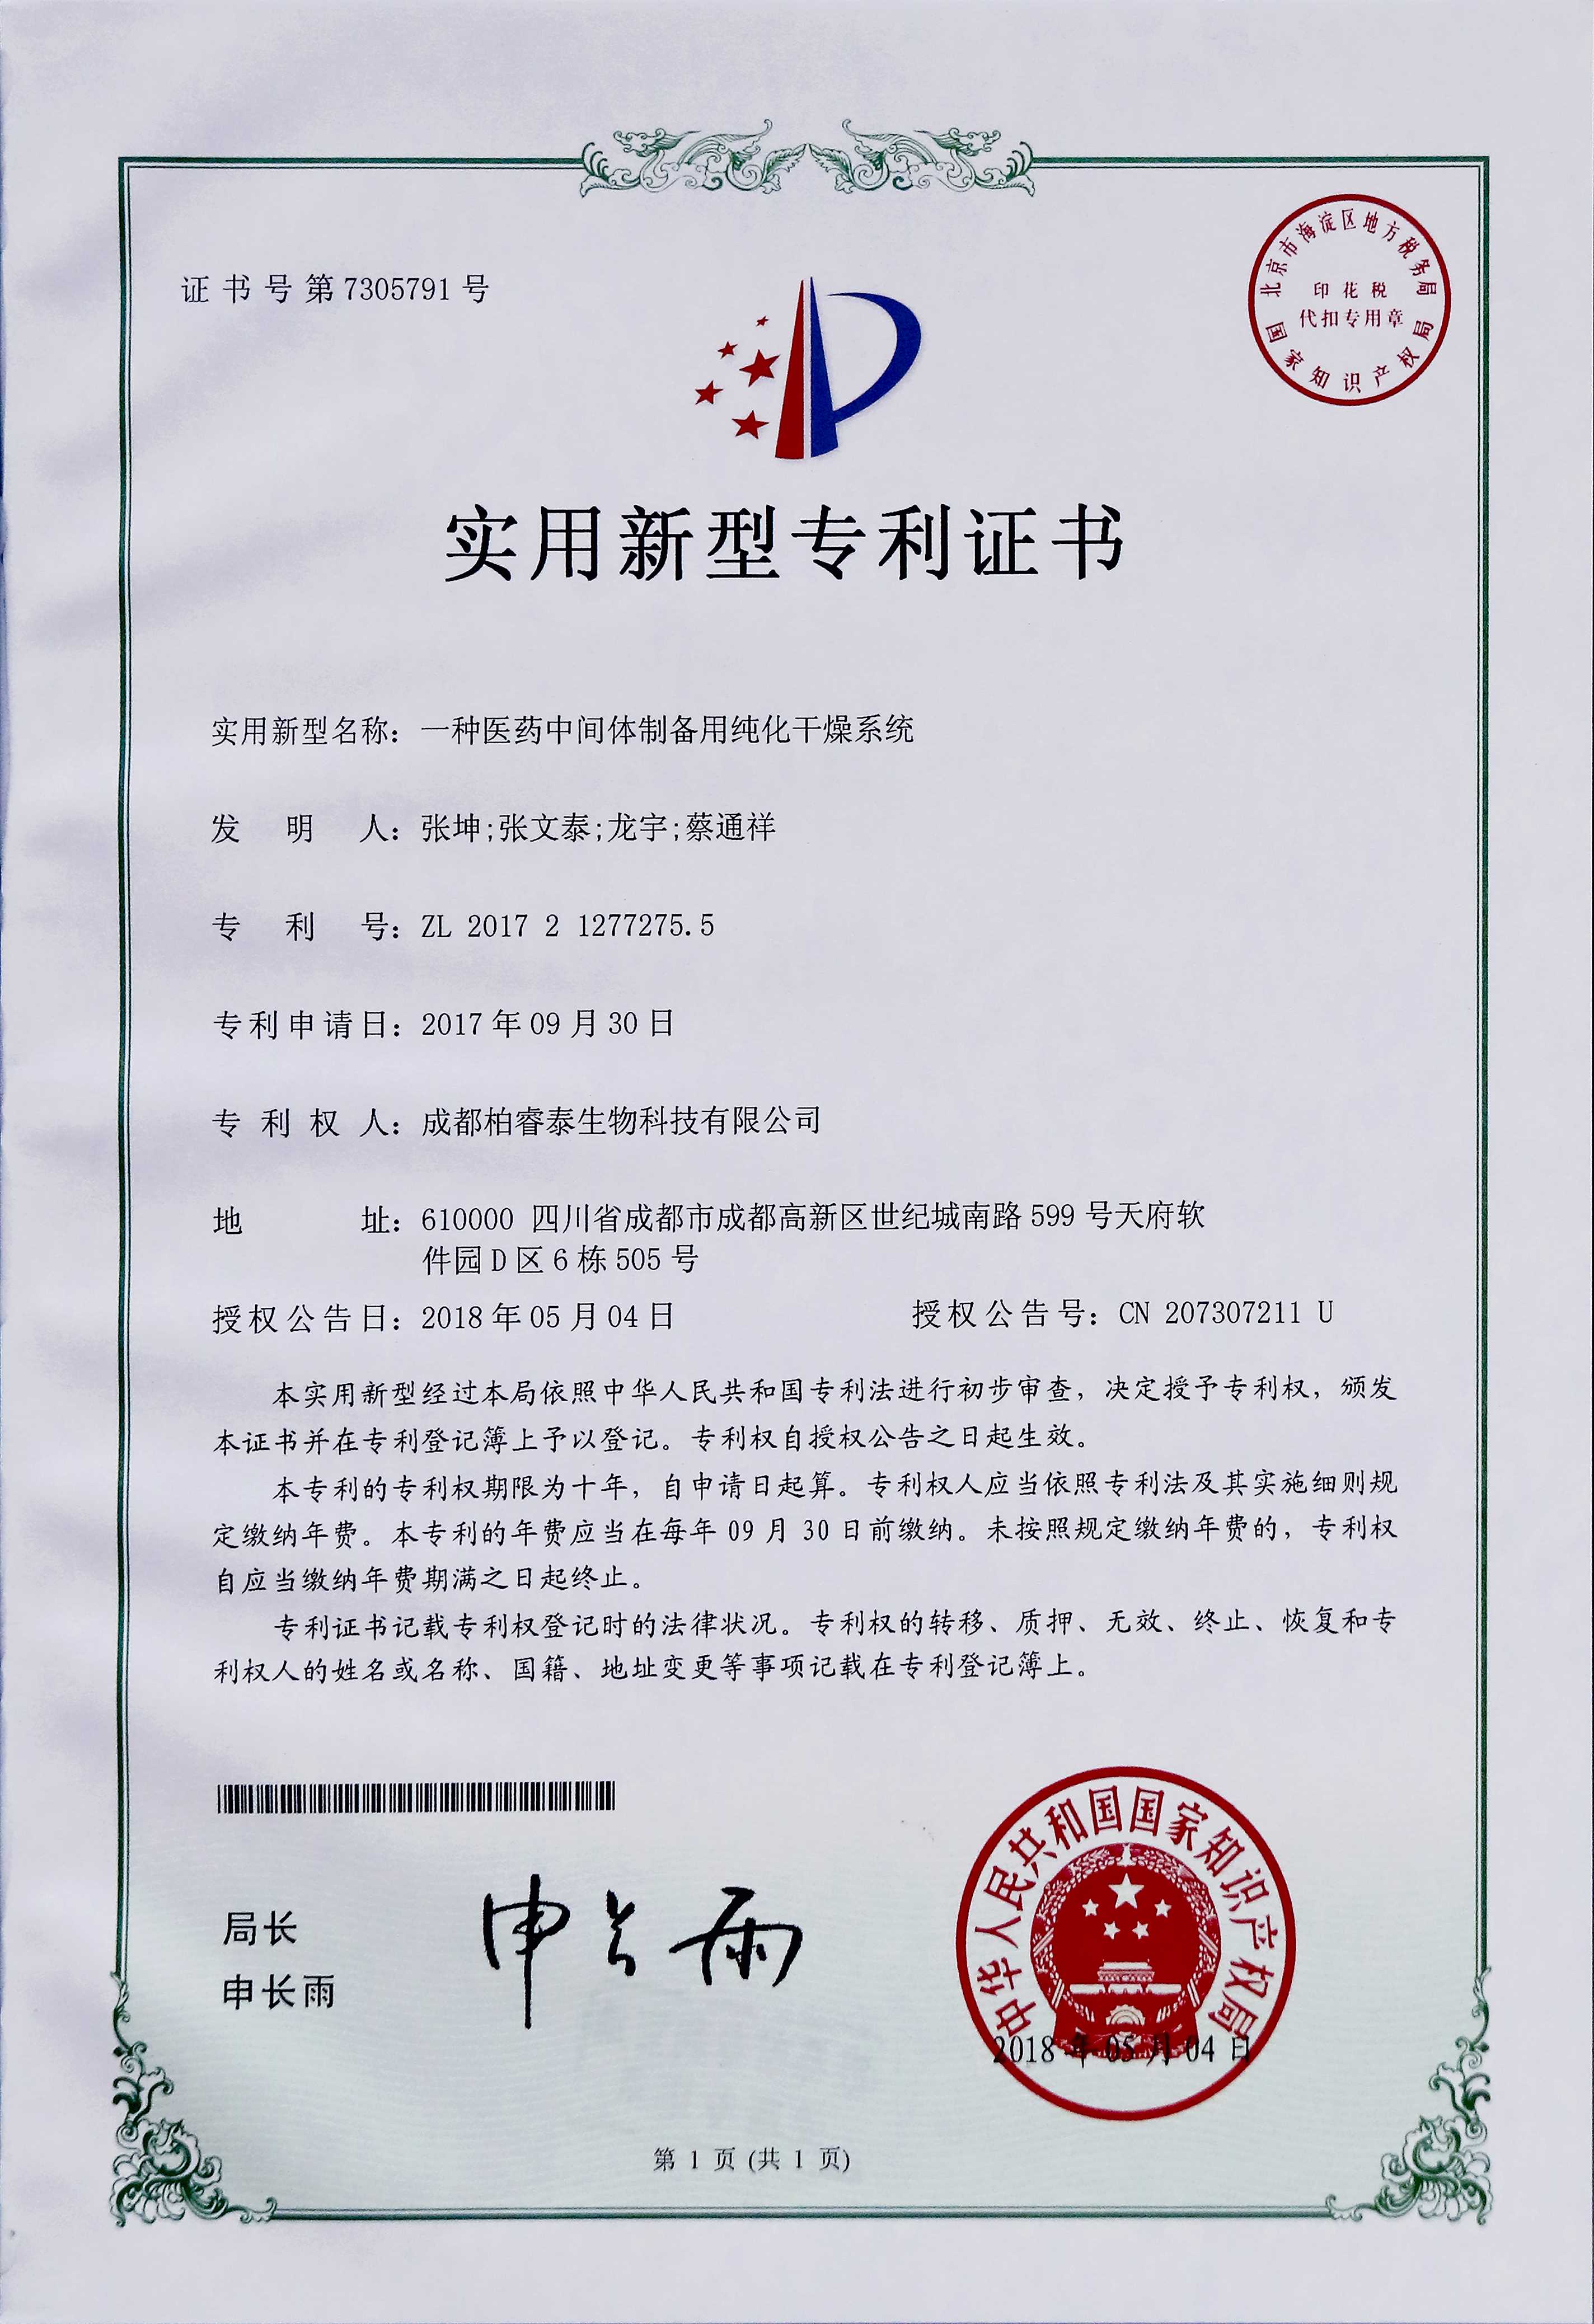 证书号第7305791号
北京市海淀区地方税务局
印花税
代扣专用章
国家知识产权局
实用新型专利证书
实用新型名称：一种医药中间体制备用纯化干燥系统
发明人：张坤;张文泰;龙宇;蔡通祥
专利号：ZL 2017 2 1277275.5
专利申请日：2017年09月30日
专利权人：成都柏睿泰生物科技有限公司
地址：610000 四川省成都市成都高新区世纪城南路599号天府软
件园D区6栋505号
授权公告日：2018年05月04日 授权公告号：CN 207307211 U
本实用新型经过本局依照中华人民共和国专利法进行初步审查，决定授予专利权，颁发
本证书并在专利登记簿上予以登记。专利权自授权公告之日起生效。
本专利的专利权期限为十年，自申请日起算。专利权人应当依照专利法及其实施细则规
定缴纳年费。本专利的年费应当在每年09月30日前缴纳。未按照规定缴纳年费的，专利权
自应当缴纳年费期满之日起终止。
专利证书记载专利权登记时的法律状况。专利权的转移、质押、无效、终止、恢复和专
利权人的姓名或名称、国籍、地址变更等事项记载在专利登记簿上。
局长
申长雨
申长雨
中华人民共和国国家知识产权局
2018年05月04日
第 1 页 (共 1 页)